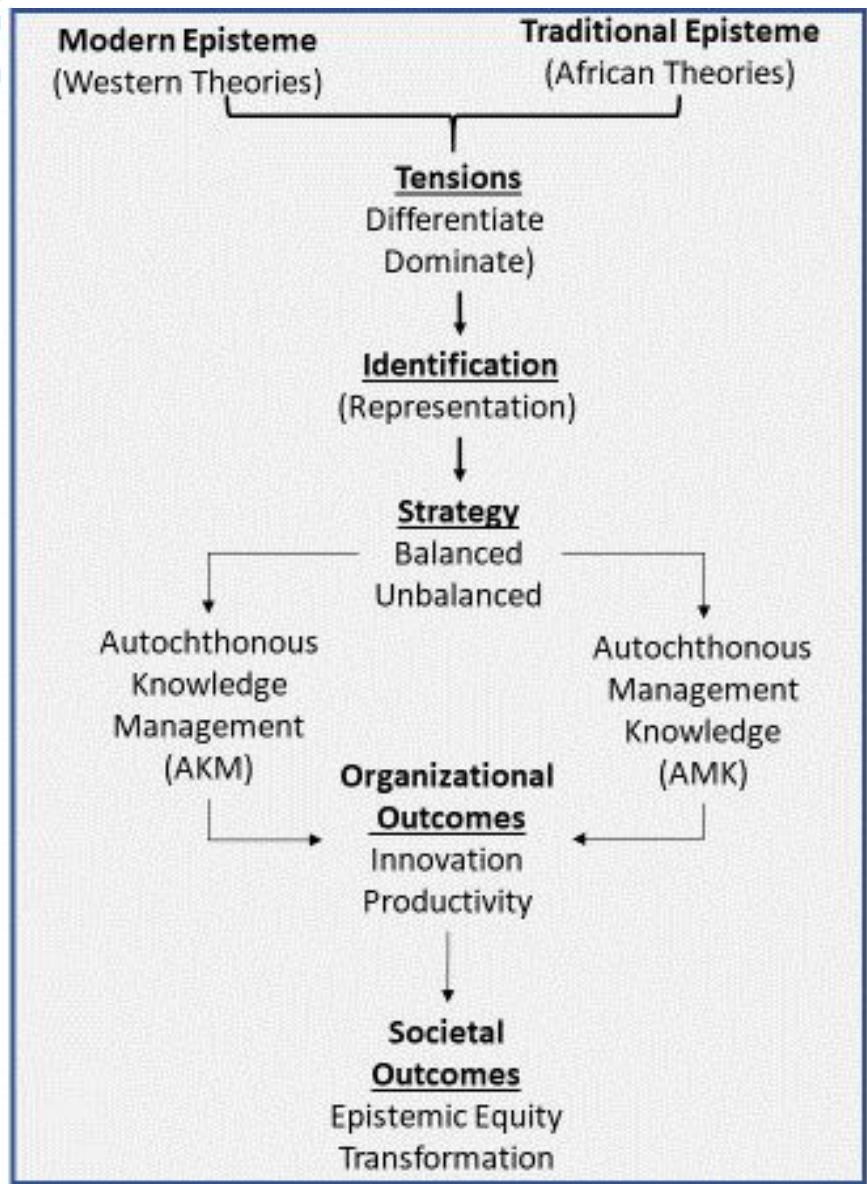 Modern Episteme
(Western Theories)
Traditional Episteme
(African Theories)
Tensions
Differentiate
Dominate)
Identification
(Representation)
Strategy
Balanced
Unbalanced
Autochthonous
Knowledge
Management
(AKM)
Autochthonous
Management
Knowledge
(AMK)
Organizational
Outcomes
Innovation
Productivity
Societal
Outcomes
Epistemic Equity
Transformation